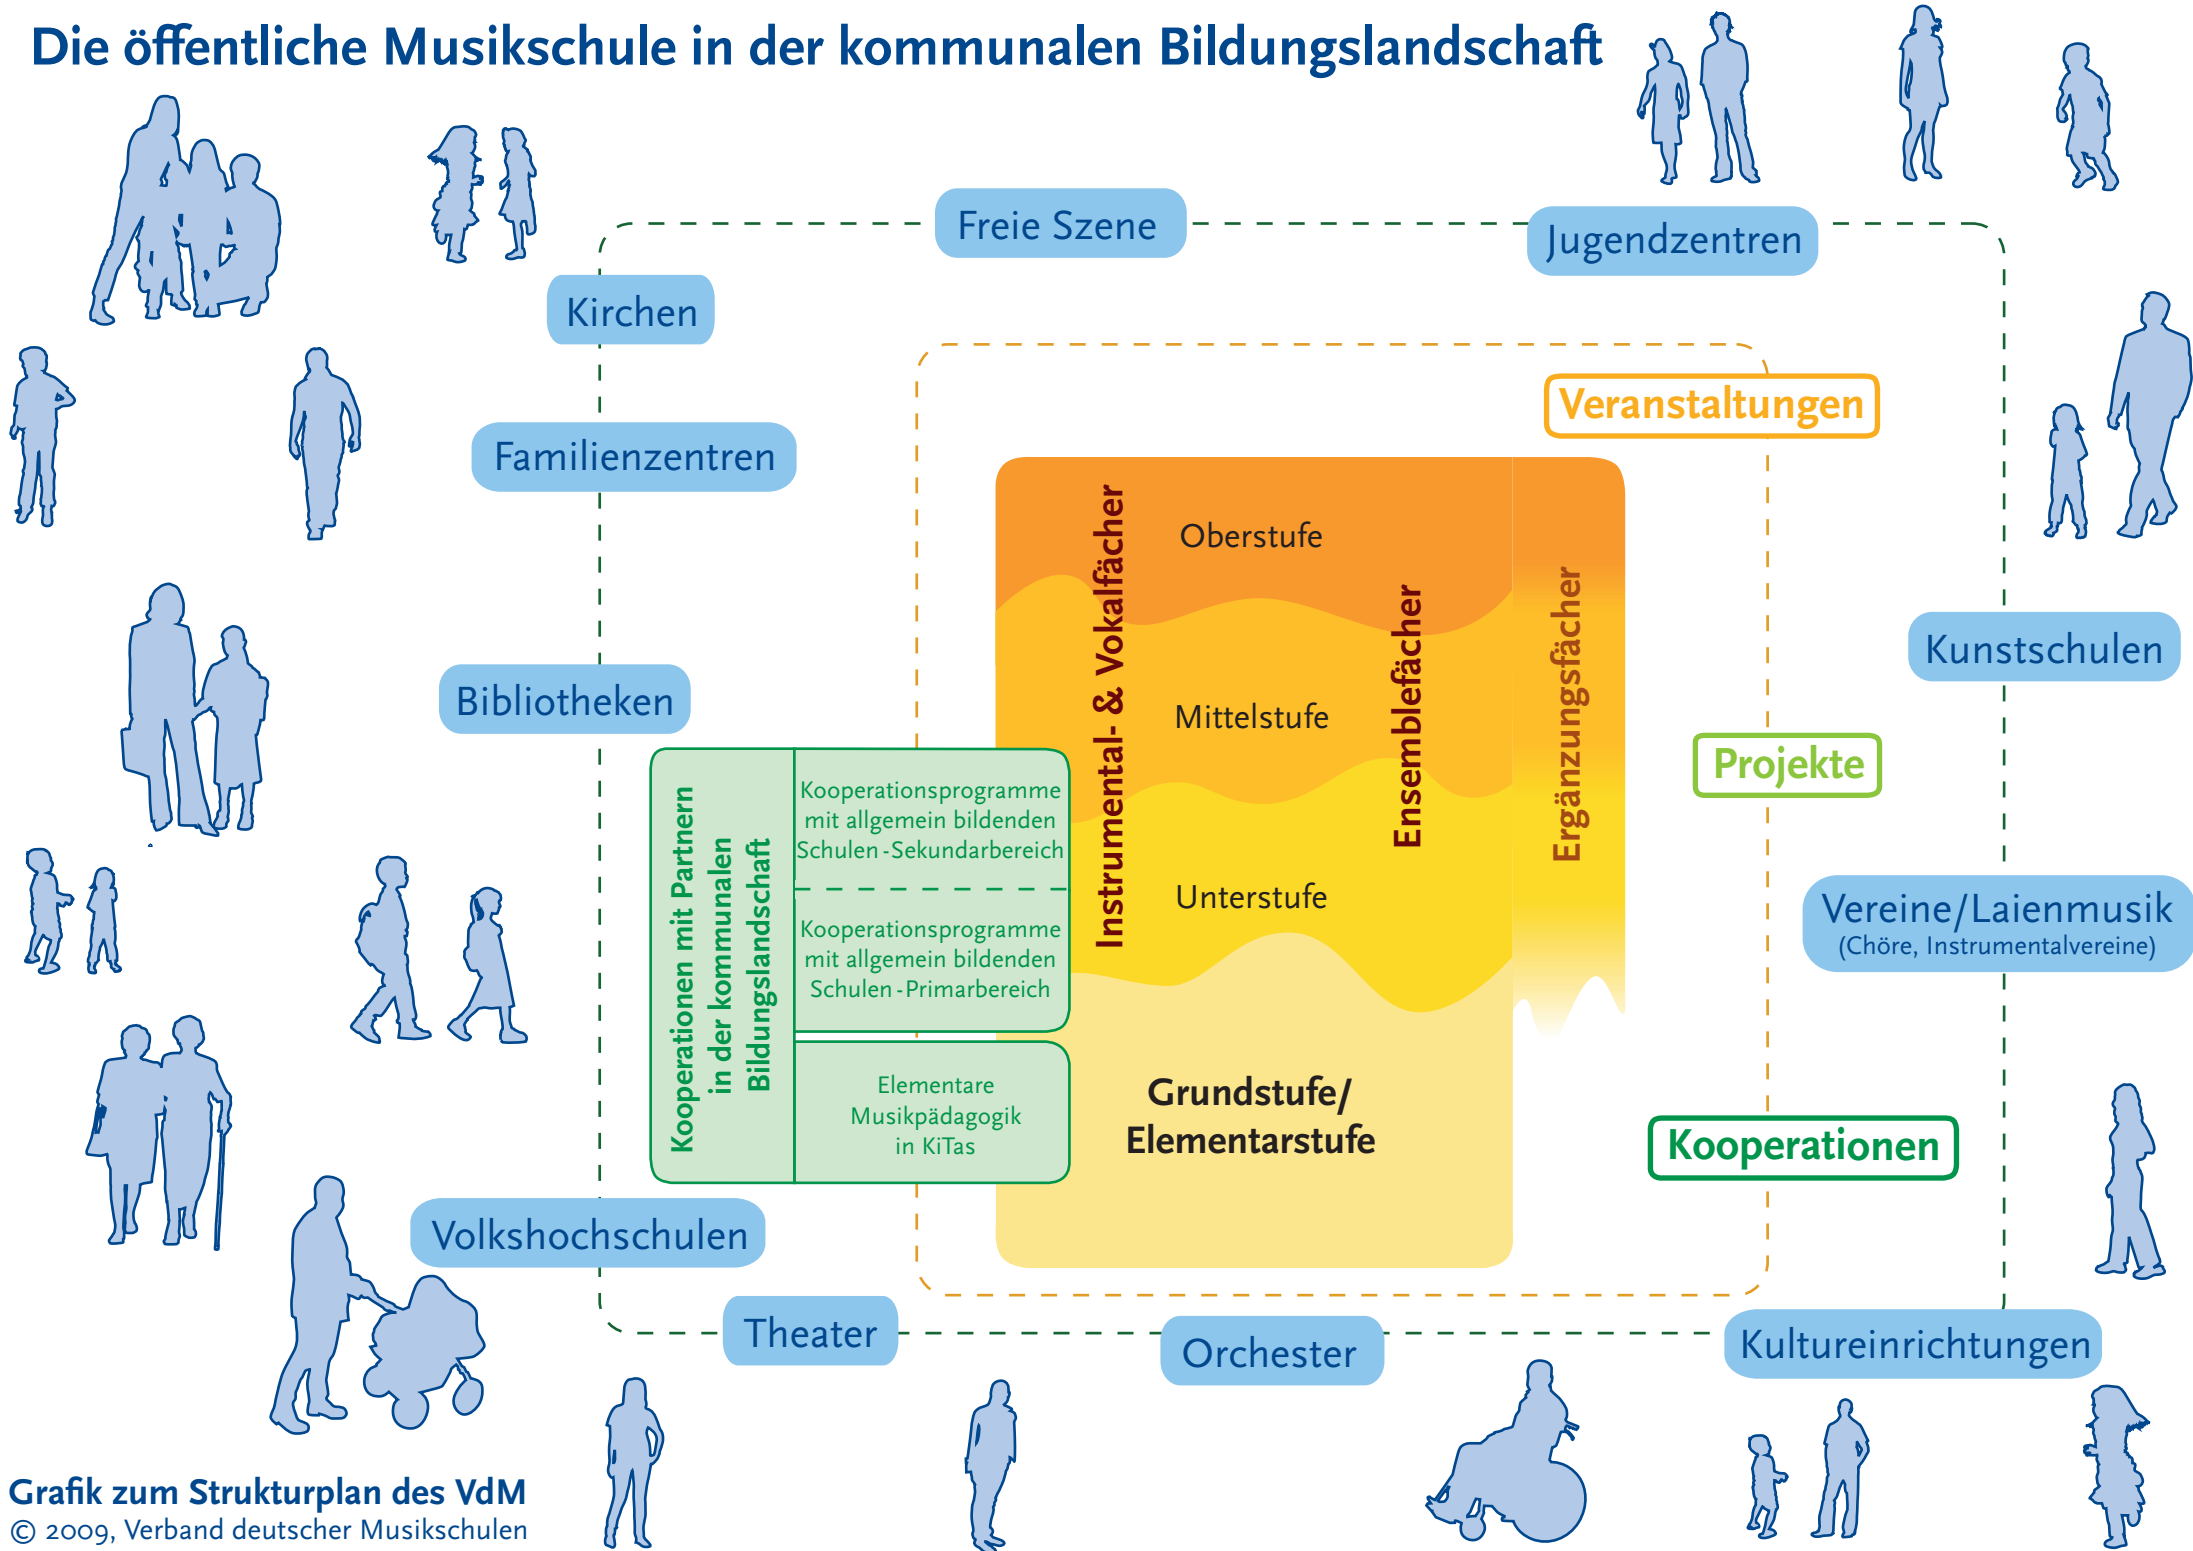 Die öffentliche Musikschule in der kommunalen Bildungslandschaft
Freie Szene
Jugendzentren
Kirchen
Familienzentren
Bibliotheken
Veranstaltungen
Oberstufe
Mittelstufe
Unterstufe
Instrumental- & Vokalfächer
Ensemblefächer
Ergänzungsfächer
Grundstufe/
Elementarstufe
Kooperationen mit Partnern
in der kommunalen
Bildungslandschaft
Kooperationsprogramme
mit allgemein bildenden
Schulen-Sekundarbereich
Kooperationsprogramme
mit allgemein bildenden
Schulen-Primarbereich
Elementare
Musikpädagogik
in KiTas
Kunstschulen
Projekte
Vereine/Laienmusik
(Chöre, Instrumentalvereine)
Kooperationen
Volkshochschulen
Theater
Orchester
Kultureinrichtungen
Grafik zum Strukturplan des VdM
© 2009, Verband deutscher Musikschulen